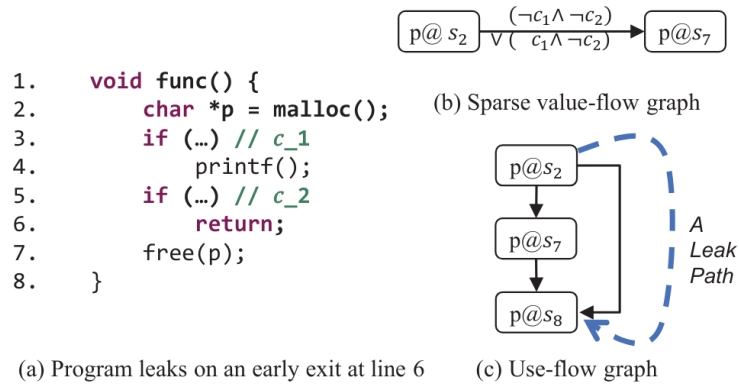 1. void func() {
2. char *p = malloc();
3. if (…) // c_1
4. printf();
5. if (…) // c_2
6. return;
7. free(p);
8. }
(a) Program leaks on an early exit at line 6
p@ s₂
(¬c₁∧ ¬c₂)
∨ ( c₁∧ ¬c₂)
p@s₇
(b) Sparse value-flow graph
p@s₂
p@s₇
p@s₈
A
Leak
Path
(c) Use-flow graph